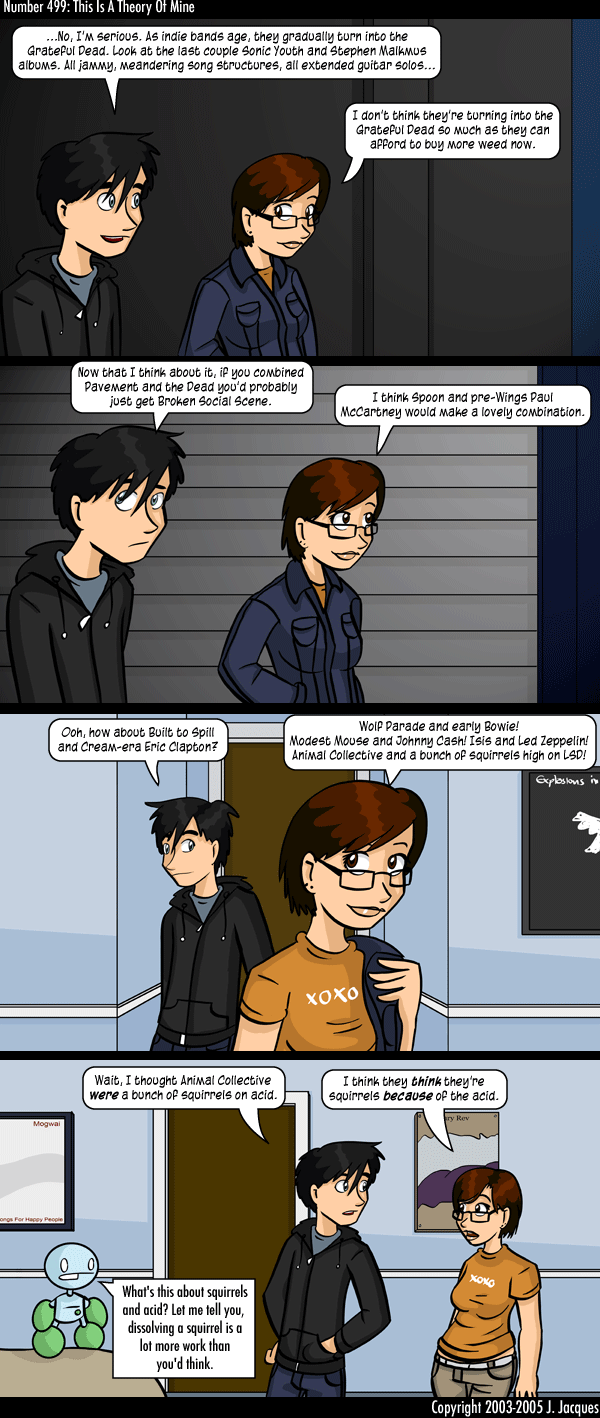 Number 499: This Is A Theory Of Mine
...No, I'm serious. As indie bands age, they gradually turn into the
Grateful Dead. Look at the last couple Sonic Youth and Stephen Malkmus
albums. All jammy, meandering song structures, all extended guitar solos...
I don't think they're turning into the
Grateful Dead so much as they can
afford to buy more weed now.
Now that I think about it, if you combined
Pavement and the Dead you'd probably
just get Broken Social Scene.
I think Spoon and pre-Wings Paul
McCartney would make a lovely combination.
Ooh, how about Built to Spill
and Cream-era Eric Clapton?
Wolf Parade and early Bowie!
Modest Mouse and Johnny Cash! Isis and Led Zeppelin!
Animal Collective and a bunch of squirrels high on LSD!
Explosions in
XOXO
Wait, I thought Animal Collective
were a bunch of squirrels on acid.
I think they think they're
squirrels because of the acid.
Mogwai
ongs For Happy People
ury Rev
XOXO
What's this about squirrels
and acid? Let me tell you,
dissolving a squirrel is a
lot more work than
you'd think.
Copyright 2003-2005 J. Jacques